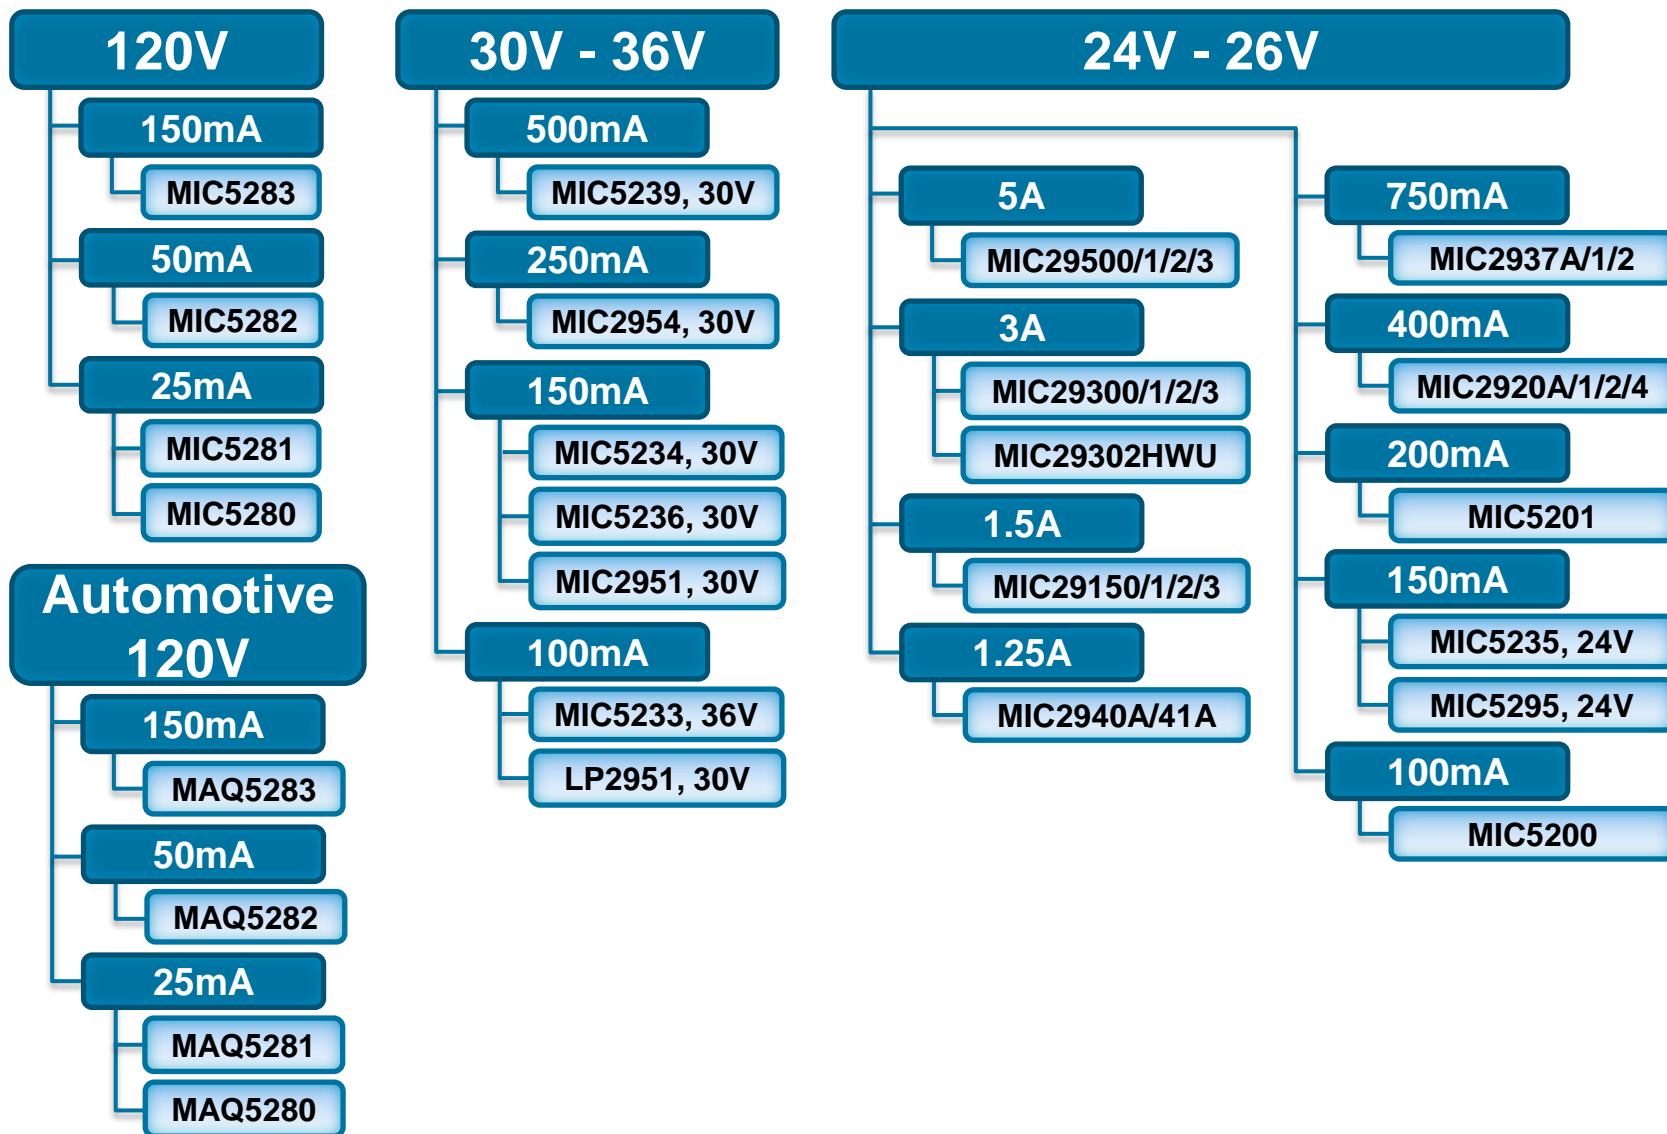 120V
150mA
MIC5283
50mA
MIC5282
25mA
MIC5281
MIC5280
Automotive
120V
150mA
MAQ5283
50mA
MAQ5282
25mA
MAQ5281
MAQ5280
30V - 36V
500mA
MIC5239, 30V
250mA
MIC2954, 30V
150mA
MIC5234, 30V
MIC5236, 30V
MIC2951, 30V
100mA
MIC5233, 36V
LP2951, 30V
24V - 26V
5A
MIC29500/1/2/3
3A
MIC29300/1/2/3
MIC29302HWU
1.5A
MIC29150/1/2/3
1.25A
MIC2940A/41A
750mA
MIC2937A/1/2
400mA
MIC2920A/1/2/4
200mA
MIC5201
150mA
MIC5235, 24V
MIC5295, 24V
100mA
MIC5200